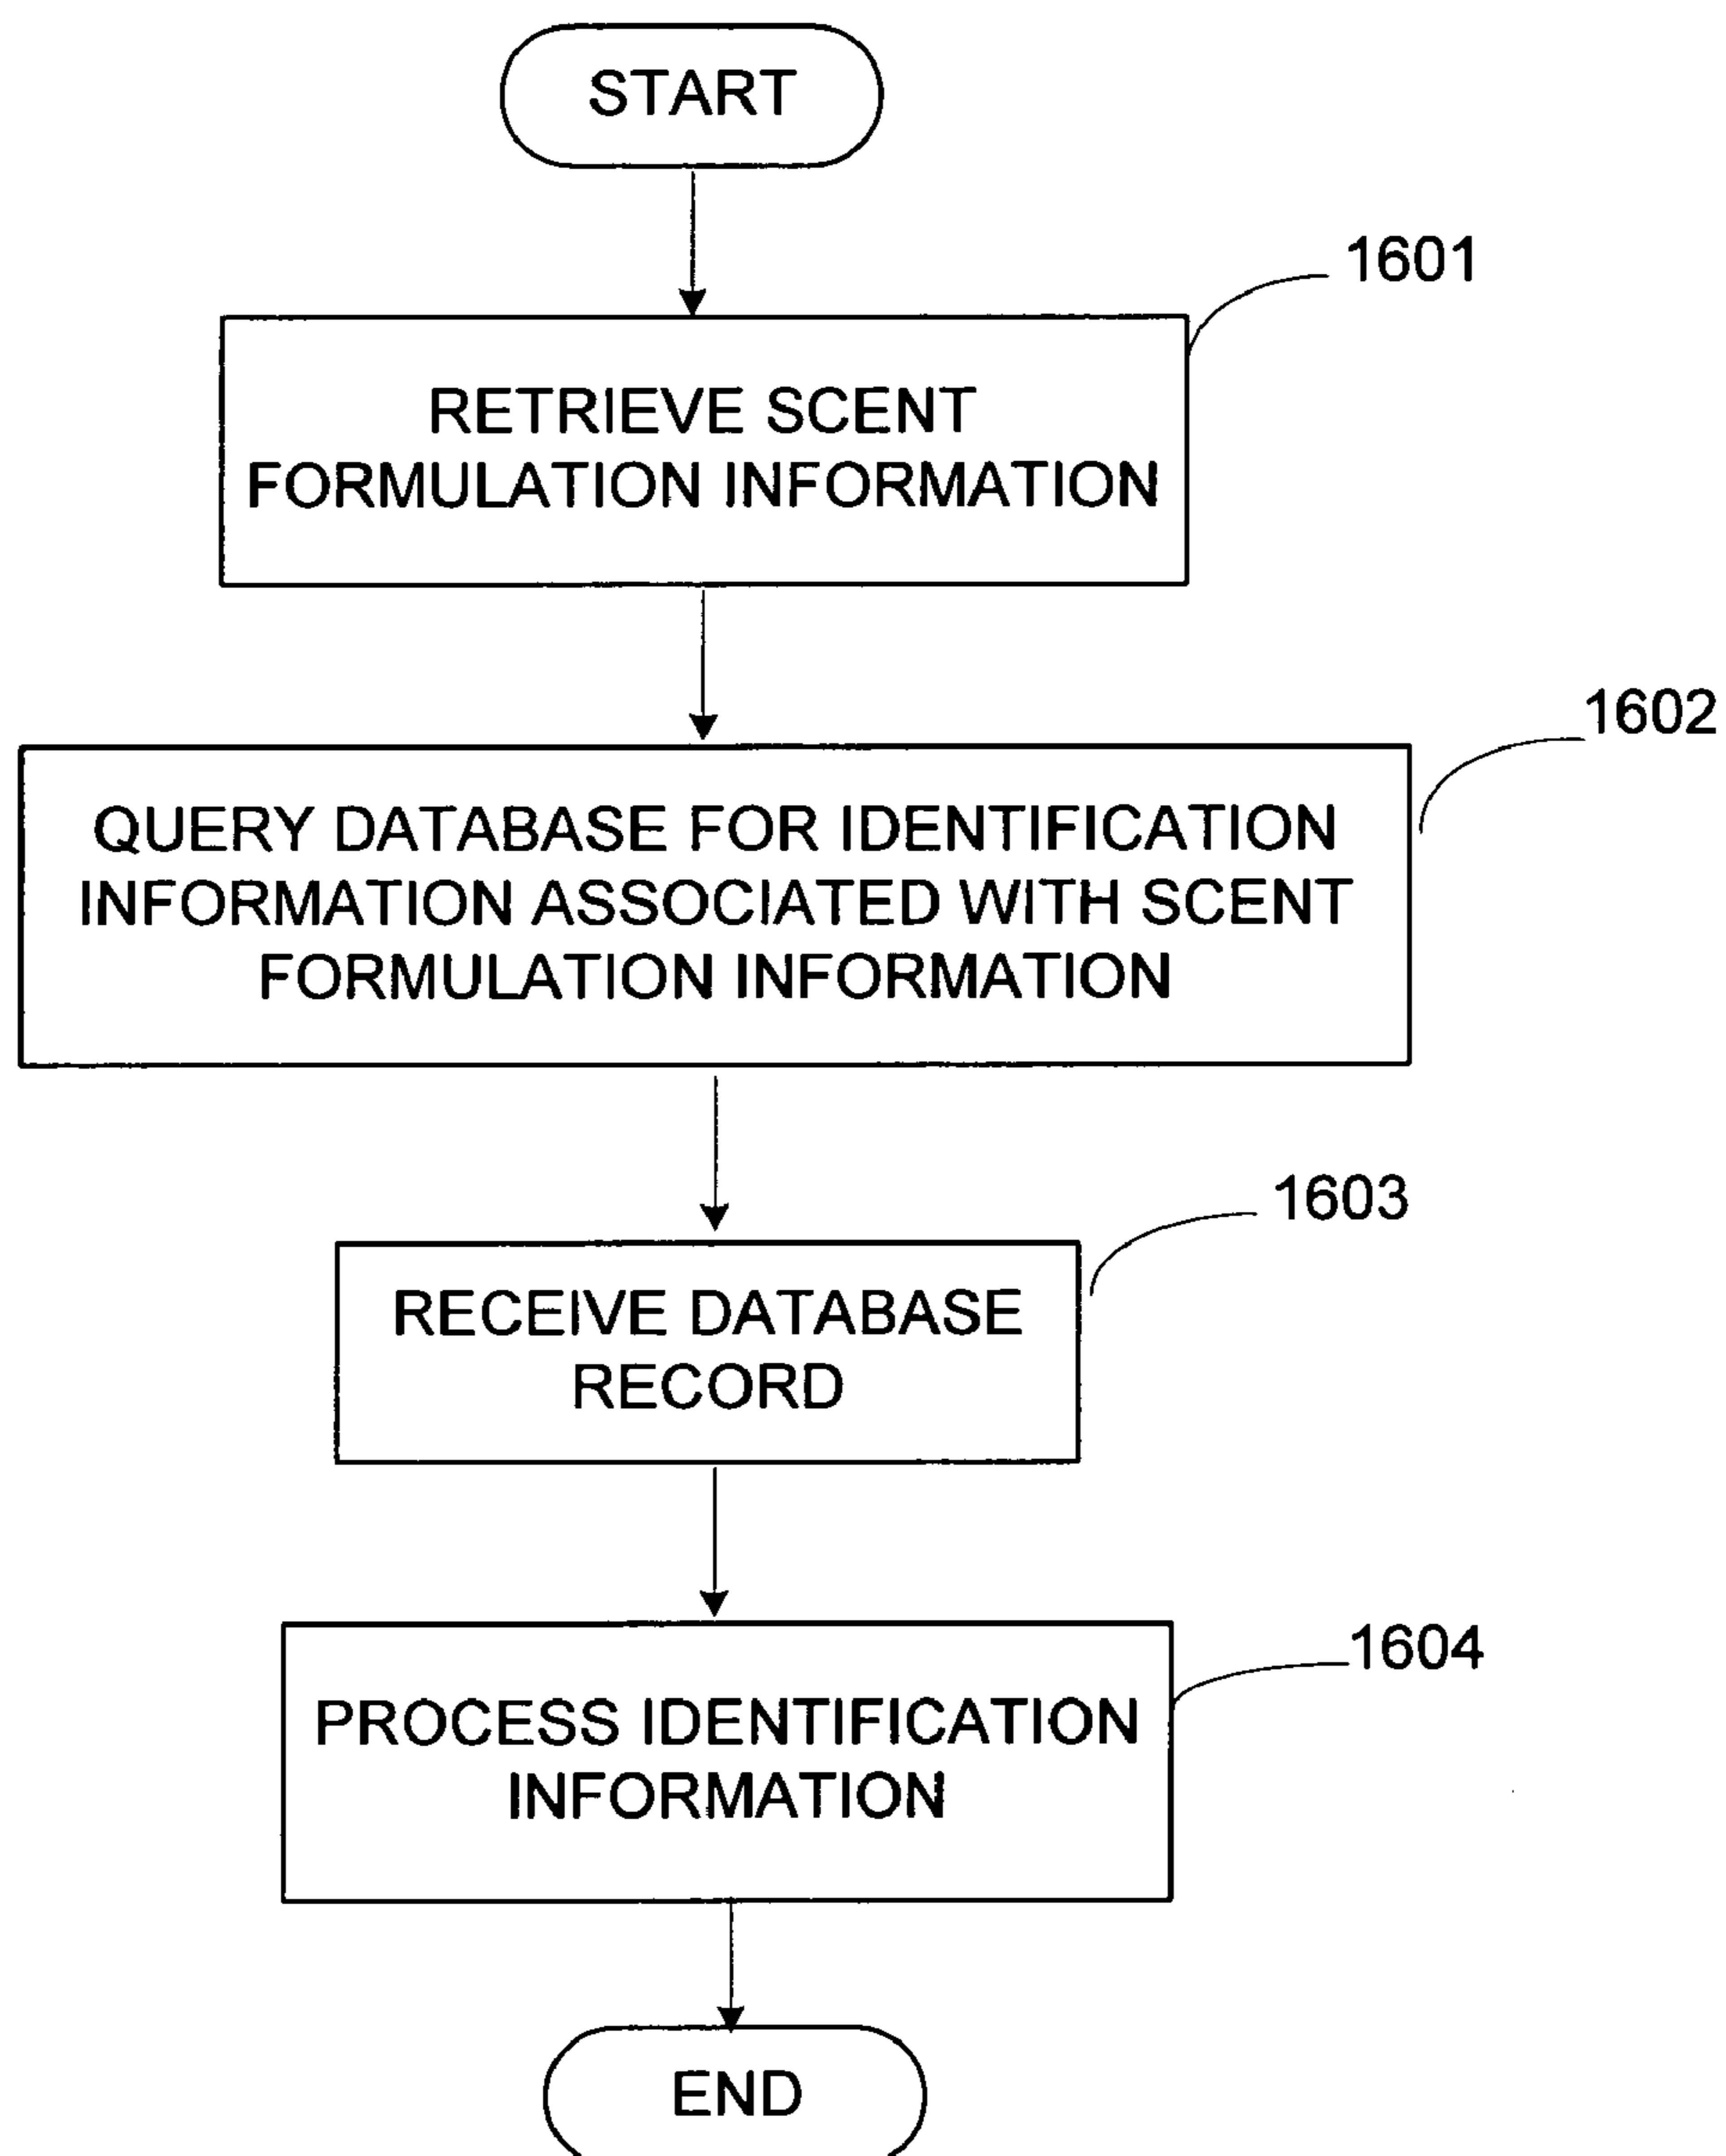 START
1601
RETRIEVE SCENT
FORMULATION INFORMATION
1602
QUERY DATABASE FOR IDENTIFICATION
INFORMATION ASSOCIATED WITH SCENT
FORMULATION INFORMATION
1603
RECEIVE DATABASE
RECORD
1604
PROCESS IDENTIFICATION
INFORMATION
END